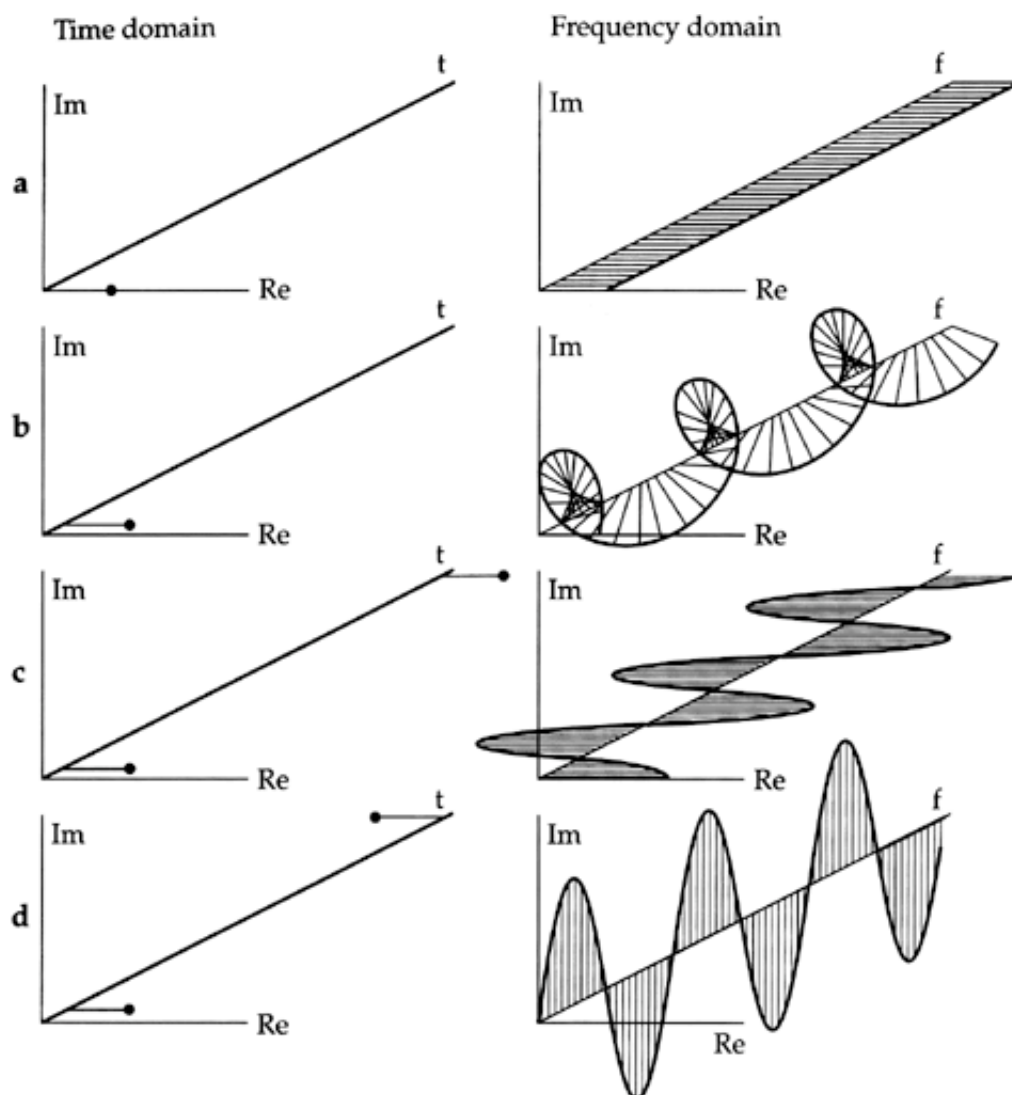 Time domain Frequency domain
t f
Im Im
a
Re Re
t f
Im Im
b
Re Re
t f
Im Im
c
Re Re
t f
Im Im
d
Re Re